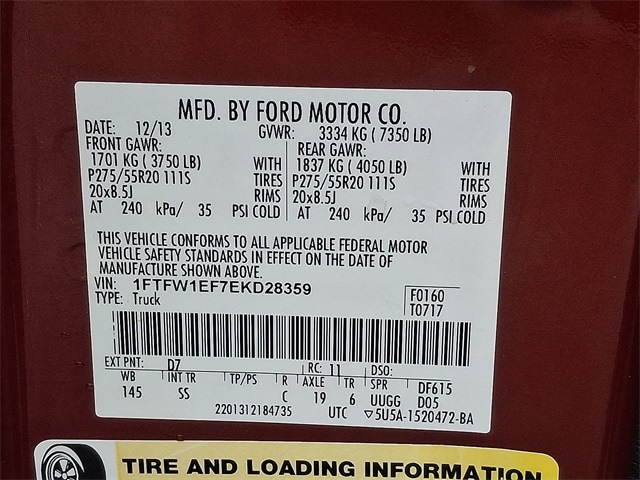 MFD. BY FORD MOTOR CO.
DATE: 12/13 GVWR: 3334 KG ( 7350 LB)
FRONT GAWR: REAR GAWR:
1701 KG ( 3750 LB) WITH 1837 KG ( 4050 LB) WITH
P275/55R20 111S TIRES P275/55R20 111S TIRES
20x8.5J RIMS 20x8.5J RIMS
AT 240 kPa/ 35 PSI COLD AT 240 kPa/ 35 PSI COLD
THIS VEHICLE CONFORMS TO ALL APPLICABLE FEDERAL MOTOR
VEHICLE SAFETY STANDARDS IN EFFECT ON THE DATE OF
MANUFACTURE SHOWN ABOVE.
VIN: 1FTFW1EF7EKD28359 F0160
TYPE: Truck T0717
EXT PNT: D7 RC: 11 DSO:
WB INT TR TP/PS R AXLE TR SPR DF615
145 SS C 19 6 UUGG D05
2201312184735 UTC ▽5U5A-1520472-BA
TIRE AND LOADING INFORMATION